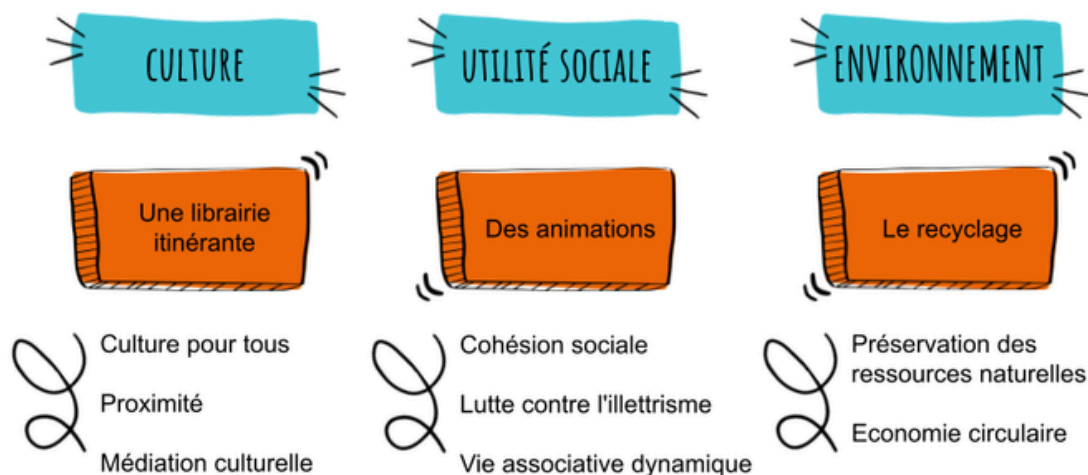 CULTURE
Une librairie
itinérante
Culture pour tous
Proximité
Médiation culturelle
UTILITÉ SOCIALE
Des animations
Cohésion sociale
Lutte contre l'illettrisme
Vie associative dynamique
ENVIRONNEMENT
Le recyclage
Préservation des
ressources naturelles
Economie circulaire